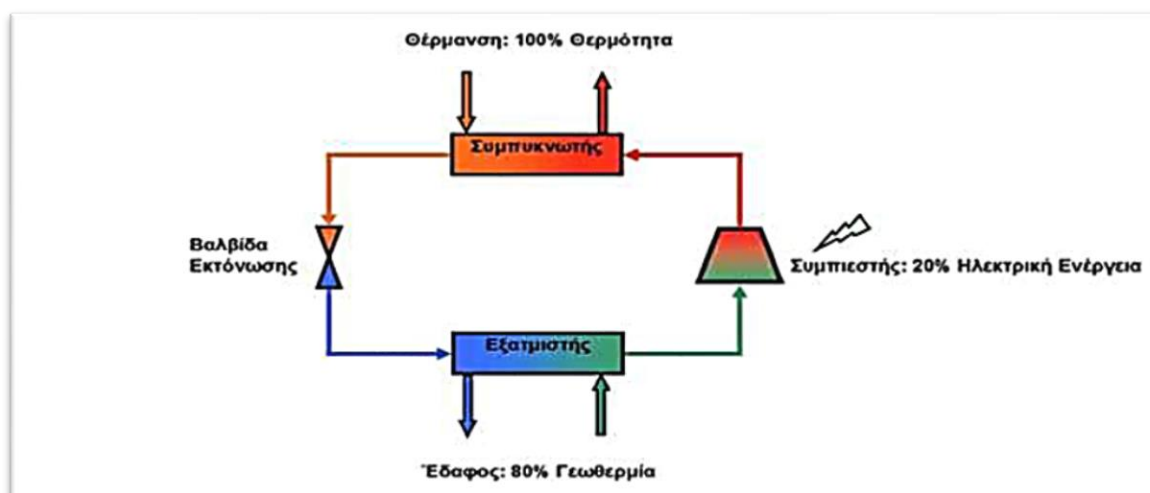 Θέρμανση: 100% Θερμότητα
Συμπυκνωτής
Βαλβίδα
Εκτόνωσης
Συμπιεστής: 20% Ηλεκτρική Ενέργεια
Εξατμιστής
Έδαφος: 80% Γεωθερμία